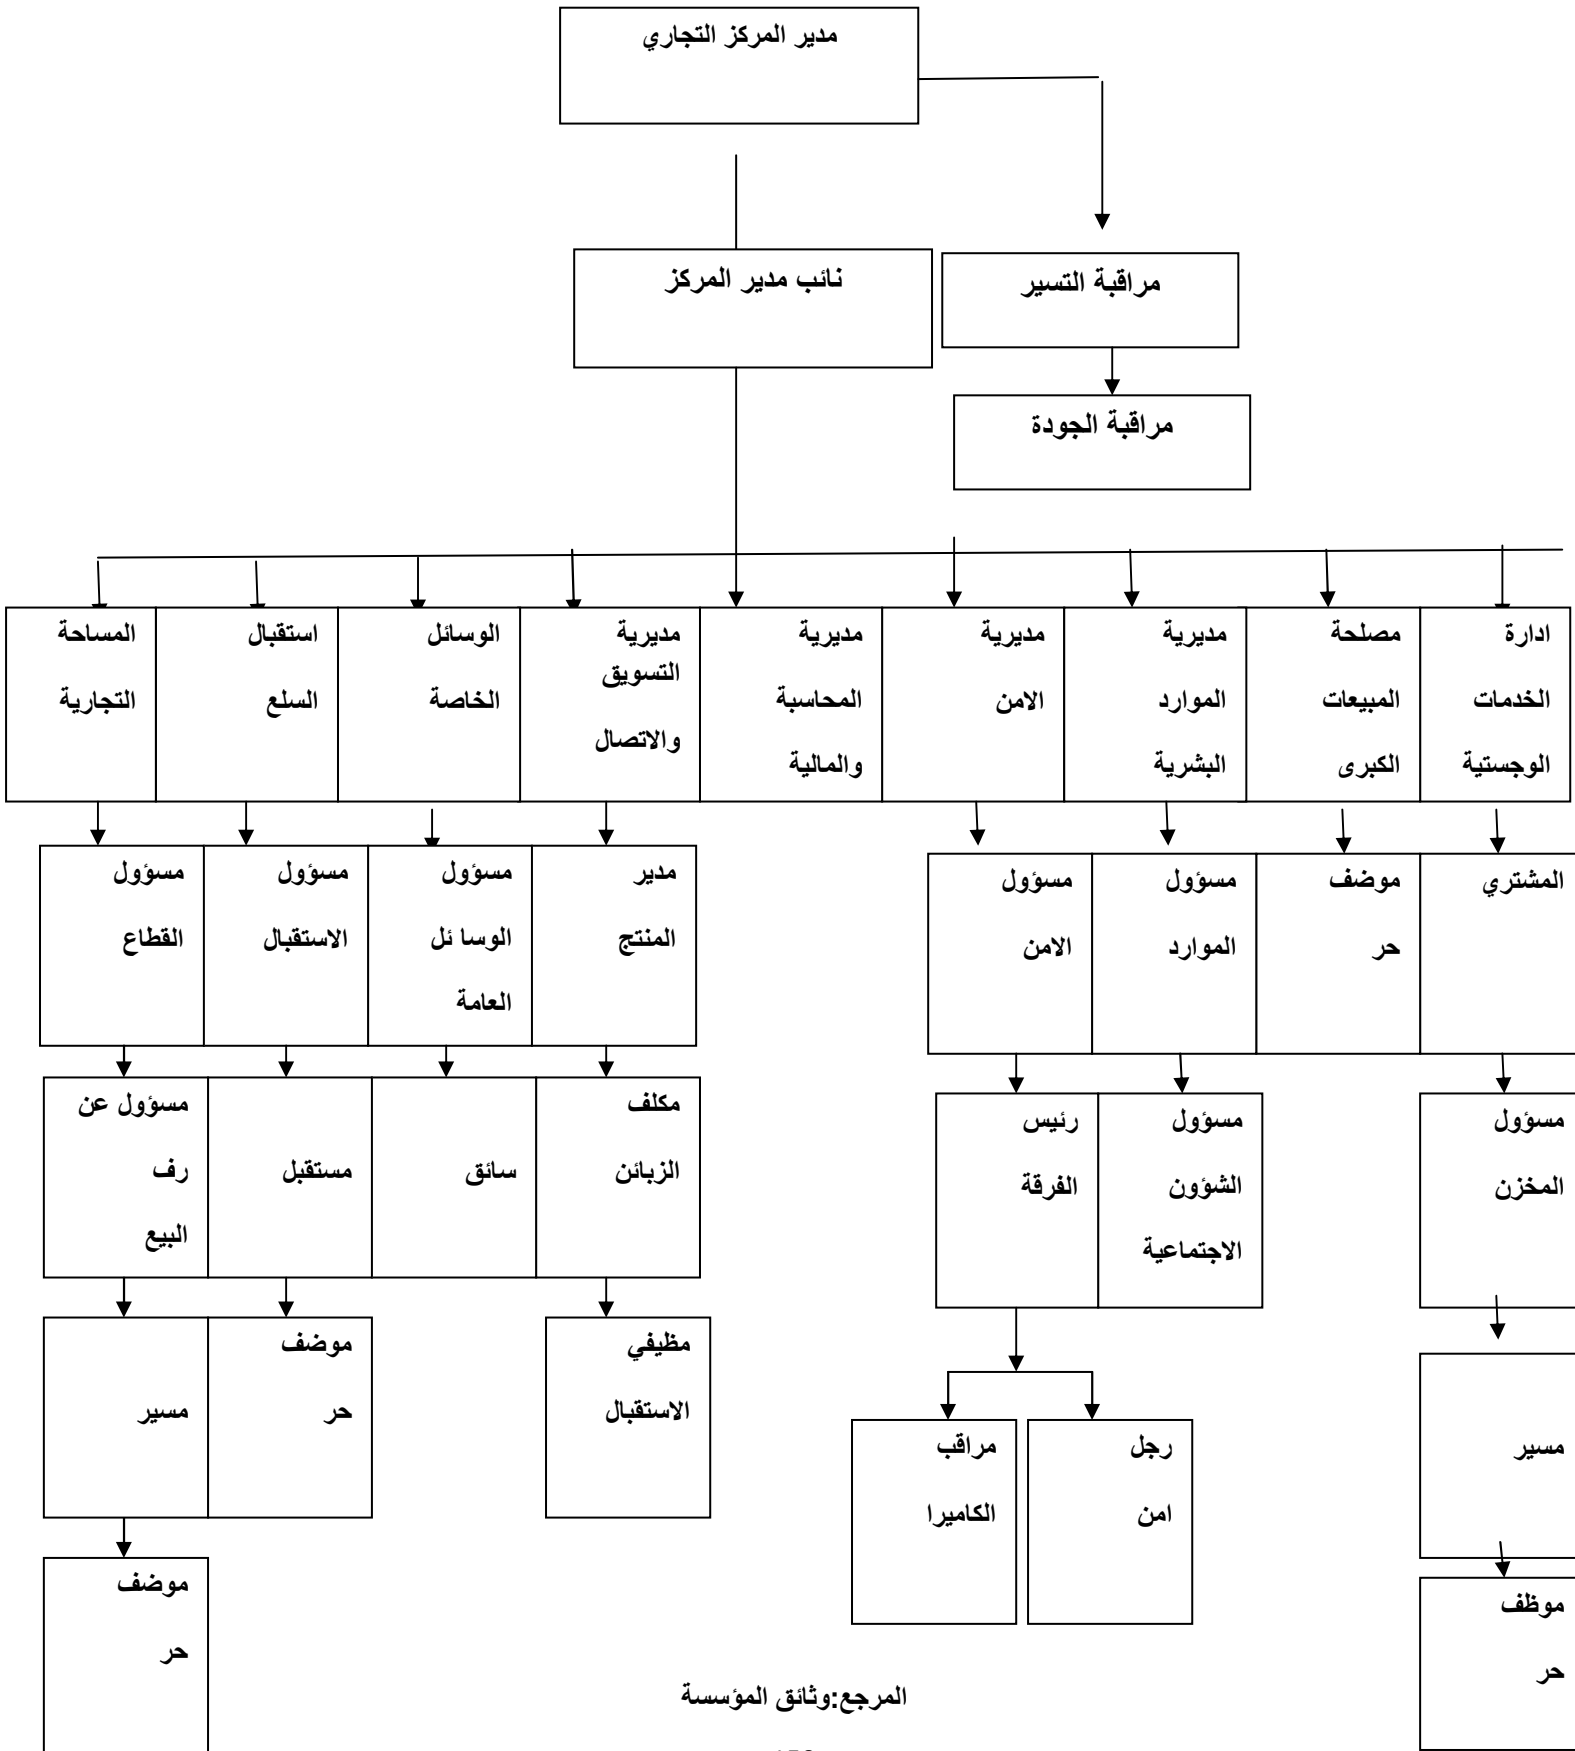 مدير المركز التجاري
نائب مدير المركز
مراقبة التسير
مراقبة الجودة
ادارة
الخدمات
الوجستية
مصلحة
المبيعات
الكبرى
مديرية
الموارد
البشرية
مديرية
الامن
مديرية
المحاسبة
والمالية
مديرية
التسويق
والاتصال
الوسائل
الخاصة
استقبال
السلع
المساحة
التجارية
المشتري
موضف
حر
مسؤول
الموارد
مسؤول
الامن
مدير
المنتج
مسؤول
الوسا ئل
العامة
مسؤول
الاستقبال
مسؤول
القطاع
مسؤول
المخزن
مسؤول
الشؤون
الاجتماعية
رئيس
الفرقة
مكلف
الزبائن
سائق
مستقبل
مسؤول عن
رف
البيع
مسير
رجل
امن
مراقب
الكاميرا
مظيفي
الاستقبال
موضف
حر
مسير
موظف
حر
موضف
حر
المرجع:وثائق المؤسسة